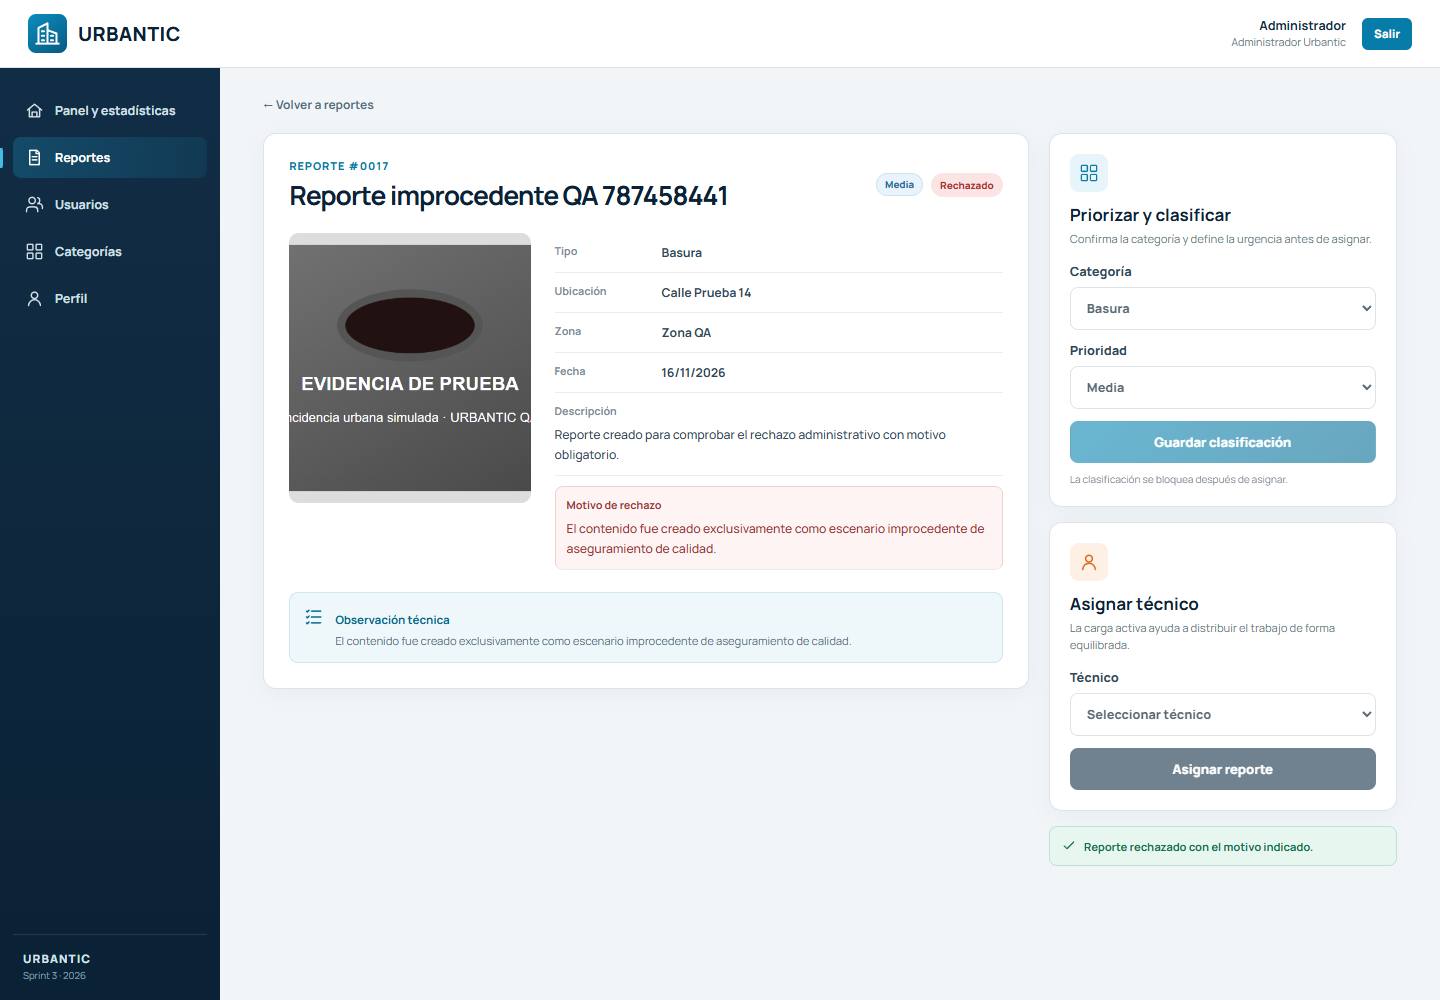 URBANTIC
Administrador
Administrador Urbantic
Salir
Panel y estadísticas
Reportes
Usuarios
Categorías
Perfil
URBANTIC
Sprint 3 · 2026
← Volver a reportes
REPORTE #0017
Reporte improcedente QA 787458441
Media
Rechazado
EVIDENCIA DE PRUEBA
ncidencia urbana simulada · URBANTIC Q
Tipo
Basura
Ubicación
Calle Prueba 14
Zona
Zona QA
Fecha
16/11/2026
Descripción
Reporte creado para comprobar el rechazo administrativo con motivo
obligatorio.
Motivo de rechazo
El contenido fue creado exclusivamente como escenario improcedente de
aseguramiento de calidad.
Observación técnica
El contenido fue creado exclusivamente como escenario improcedente de aseguramiento de calidad.
Priorizar y clasificar
Confirma la categoría y define la urgencia antes de asignar.
Categoría
Basura
Prioridad
Media
Guardar clasificación
La clasificación se bloquea después de asignar.
Asignar técnico
La carga activa ayuda a distribuir el trabajo de forma
equilibrada.
Técnico
Seleccionar técnico
Asignar reporte
Reporte rechazado con el motivo indicado.